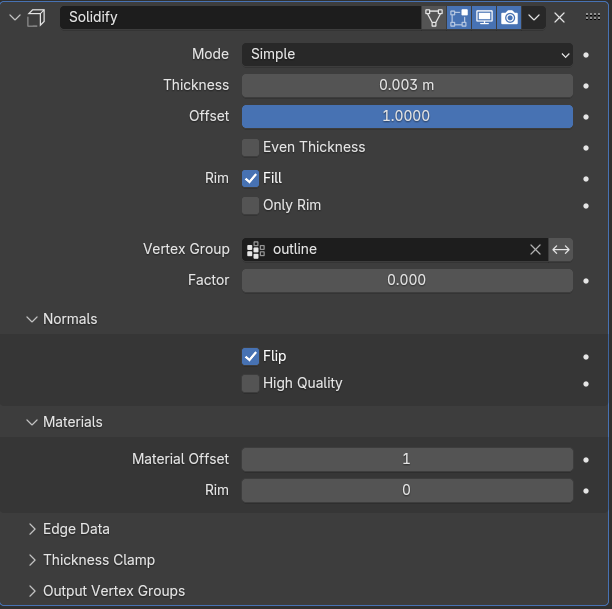 Solidify
Mode Simple
Thickness 0.003 m
Offset 1.0000
Even Thickness
Rim Fill
Only Rim
Vertex Group outline
Factor 0.000
Normals
Flip
High Quality
Materials
Material Offset 1
Rim 0
Edge Data
Thickness Clamp
Output Vertex Groups